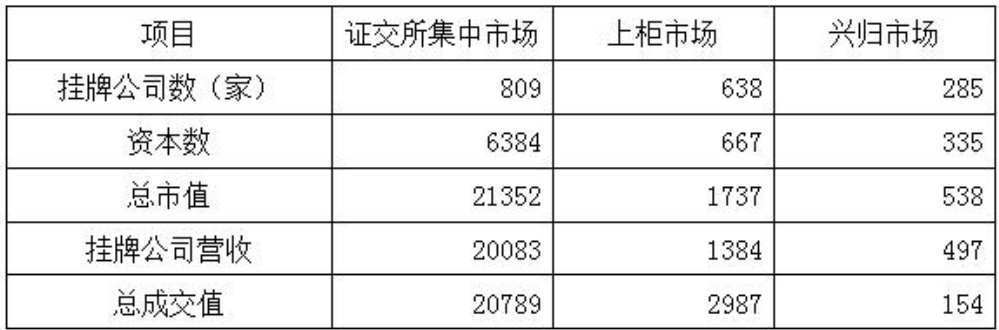 项目 证交所集中市场 上柜市场 兴归市场
挂牌公司数（家） 809 638 285
资本数 6384 667 335
总市值 21352 1737 538
挂牌公司营收 20083 1384 497
总成交值 20789 2987 154